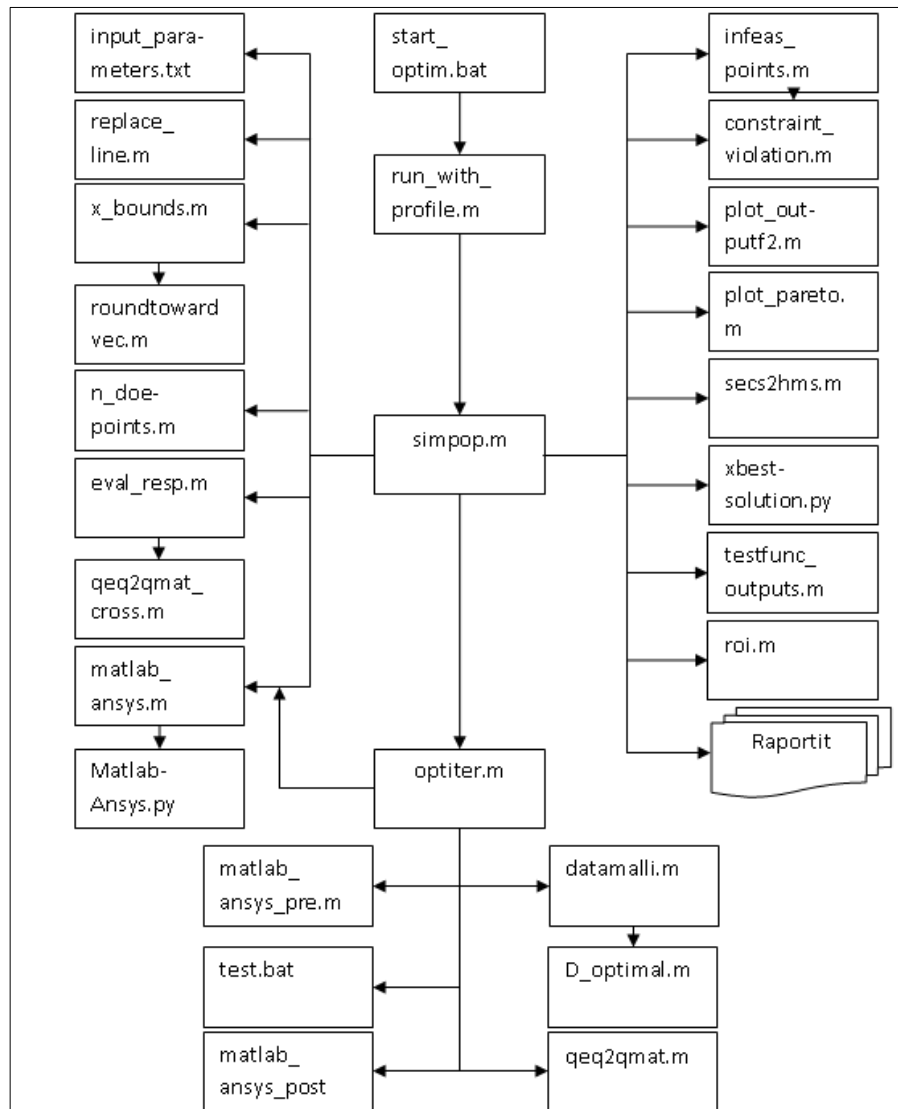 input_para-
meters.txt
replace_
line.m
x_bounds.m
roundtoward
vec.m
n_doe-
points.m
eval_resp.m
qeq2qmat_
cross.m
matlab_
ansys.m
Matlab-
Ansys.py
start_
optim.bat
run_with_
profile.m
simpop.m
optiter.m
infeas_
points.m
constraint_
violation.m
plot_out-
putf2.m
plot_pareto.
m
secs2hms.m
xbest-
solution.py
testfunc_
outputs.m
roi.m
Raportit
matlab_
ansys_pre.m
test.bat
matlab_
ansys_post
datamalli.m
D_optimal.m
qeq2qmat.m